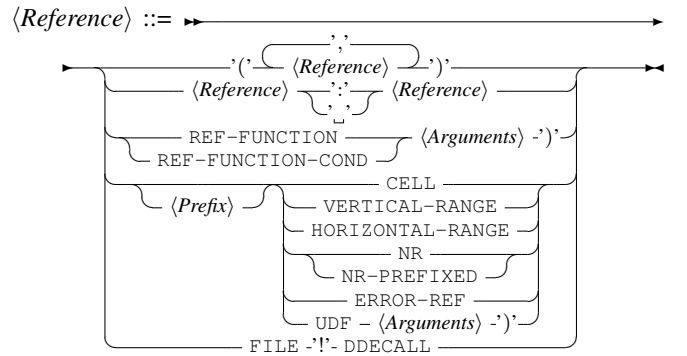 ⟨Reference⟩ ::=
','
'(' ⟨Reference⟩ ')'
⟨Reference⟩ ':' ⟨Reference⟩
'␣'
REF-FUNCTION ⟨Arguments⟩ ')'
REF-FUNCTION-COND
CELL
⟨Prefix⟩ VERTICAL-RANGE
HORIZONTAL-RANGE
NR
NR-PREFIXED
ERROR-REF
UDF ⟨Arguments⟩ ')'
FILE '!' DDECALL